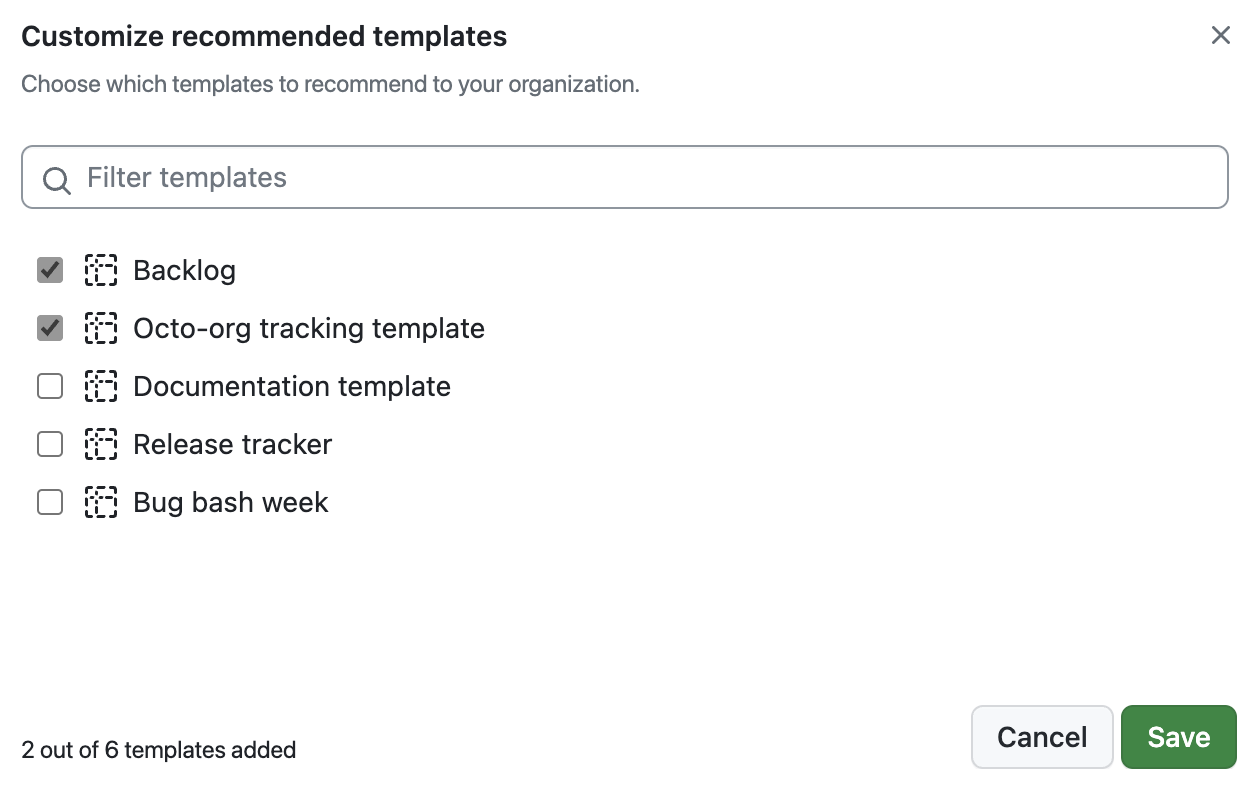 Customize recommended templates
Choose which templates to recommend to your organization.
Filter templates
Backlog
Octo-org tracking template
Documentation template
Release tracker
Bug bash week
2 out of 6 templates added
Cancel
Save